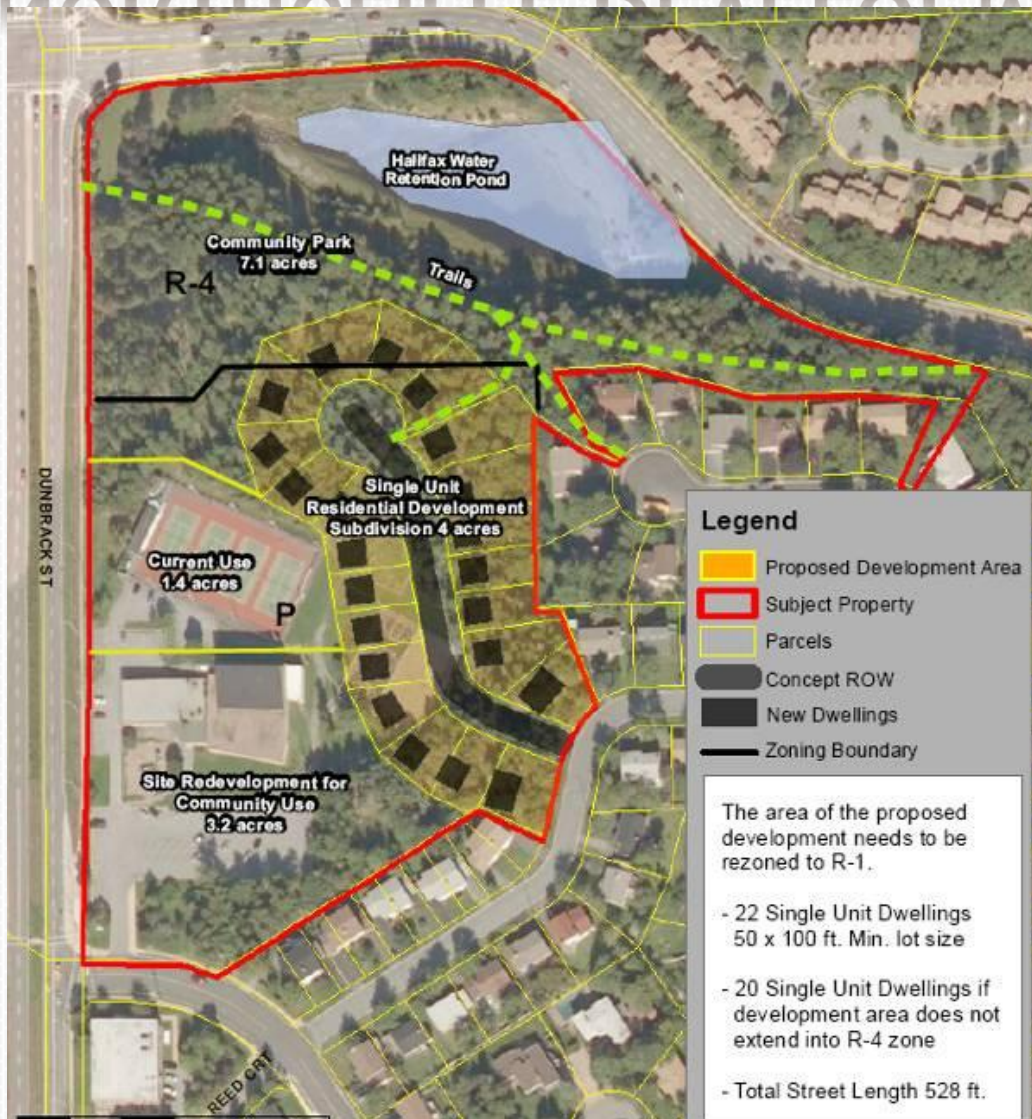 Halifax Water
Retention Pond
Community Park
7.1 acres
R-4
Trails
Single Unit
Residential Development
Subdivision 4 acres
DUNBRACK ST
Current Use
1.4 acres
P
Site Redevelopment for
Community Use
3.2 acres
REED CRT
Legend
Proposed Development Area
Subject Property
Parcels
Concept ROW
New Dwellings
Zoning Boundary
The area of the proposed
development needs to be
rezoned to R-1.
- 22 Single Unit Dwellings
50 x 100 ft. Min. lot size
- 20 Single Unit Dwellings if
development area does not
extend into R-4 zone
- Total Street Length 528 ft.